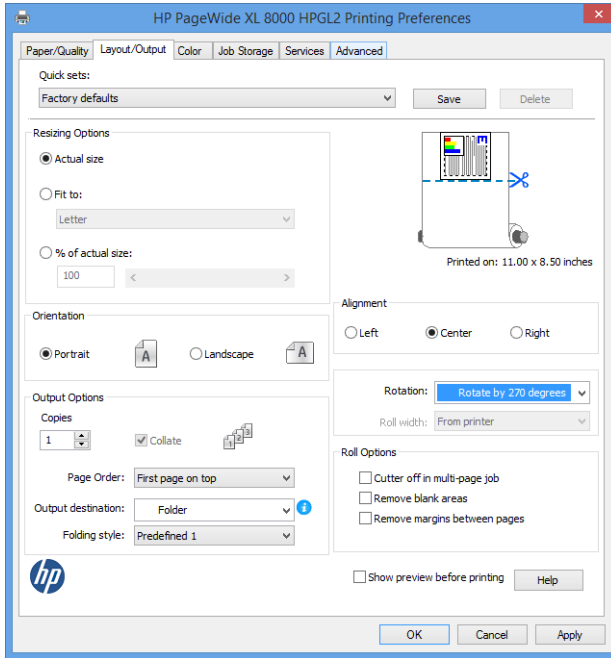 HP PageWide XL 8000 HPGL2 Printing Preferences
Paper/Quality Layout/Output Color Job Storage Services Advanced
Quick sets:
Factory defaults Save Delete
Resizing Options
Actual size
Fit to:
Letter
% of actual size:
100
E
Printed on: 11.00 x 8.50 inches
Alignment
Left Center Right
Orientation
Portrait A Landscape A
Rotation: Rotate by 270 degrees
Roll width: From printer
Output Options
Copies
1 Collate 1 2 3
Page Order: First page on top
Output destination: Folder i
Folding style: Predefined 1
Roll Options
Cutter off in multi-page job
Remove blank areas
Remove margins between pages
hp
Show preview before printing Help
OK Cancel Apply